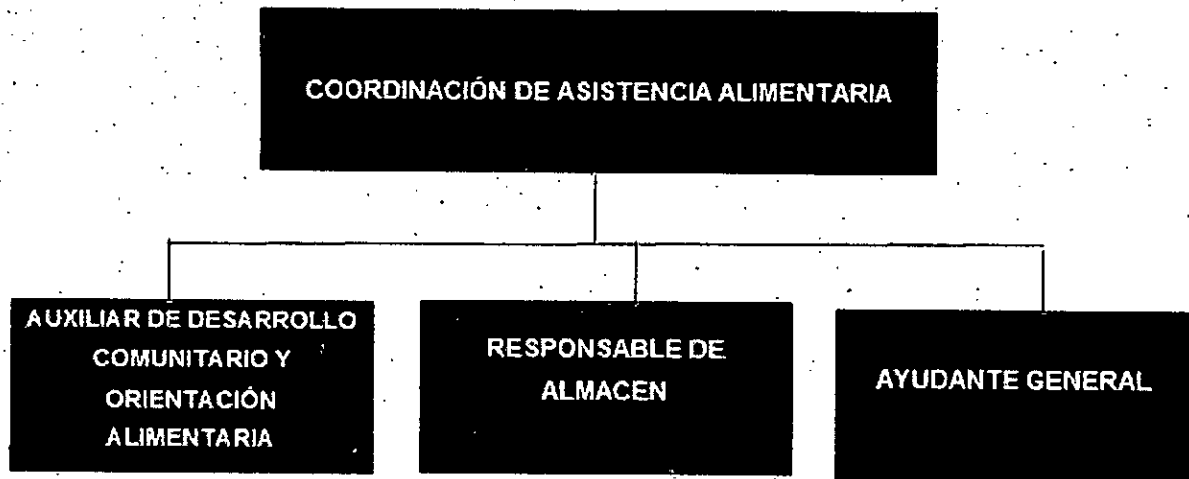 COORDINACIÓN DE ASISTENCIA ALIMENTARIA
AUXILIAR DE DESARROLLO
COMUNITARIO Y
ORIENTACIÓN
ALIMENTARIA
RESPONSABLE DE
ALMACEN
AYUDANTE GENERAL